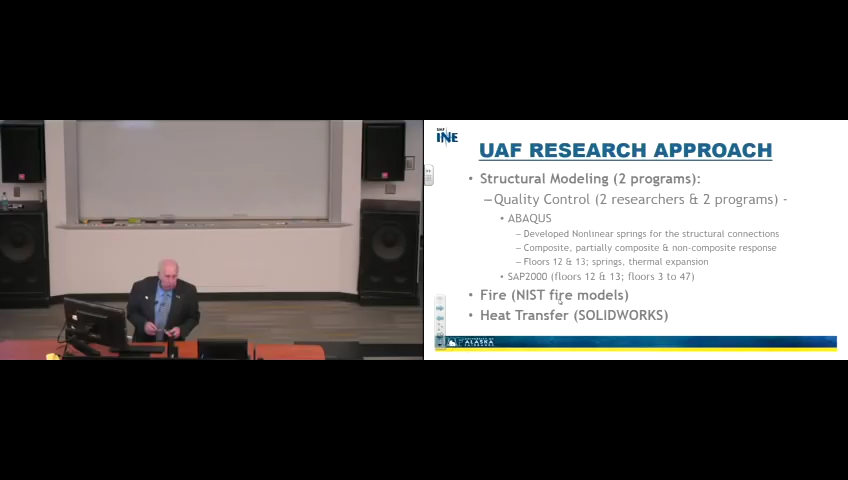 UAF
INE
UAF RESEARCH APPROACH
• Structural Modeling (2 programs):
–Quality Control (2 researchers & 2 programs) -
• ABAQUS
– Developed Nonlinear springs for the structural connections
– Composite, partially composite & non-composite response
– Floors 12 & 13; springs, thermal expansion
• SAP2000 (floors 12 & 13; floors 3 to 47)
• Fire (NIST fire models)
• Heat Transfer (SOLIDWORKS)
ALASKA